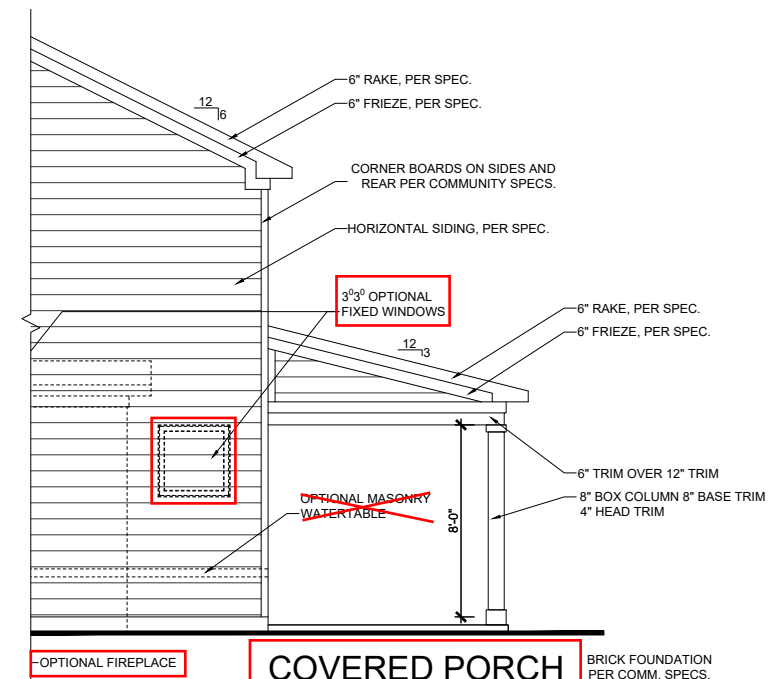 6" RAKE, PER SPEC.
12
6
6" FRIEZE, PER SPEC.
CORNER BOARDS ON SIDES AND
REAR PER COMMUNITY SPECS.
HORIZONTAL SIDING, PER SPEC.
3⁰3⁰ OPTIONAL
FIXED WINDOWS
6" RAKE, PER SPEC.
6" FRIEZE, PER SPEC.
12
3
6" TRIM OVER 12" TRIM
OPTIONAL MASONRY
WATERTABLE
8'-0"
8" BOX COLUMN 8" BASE TRIM
4" HEAD TRIM
OPTIONAL FIREPLACE
COVERED PORCH
BRICK FOUNDATION
PER COMM. SPECS.